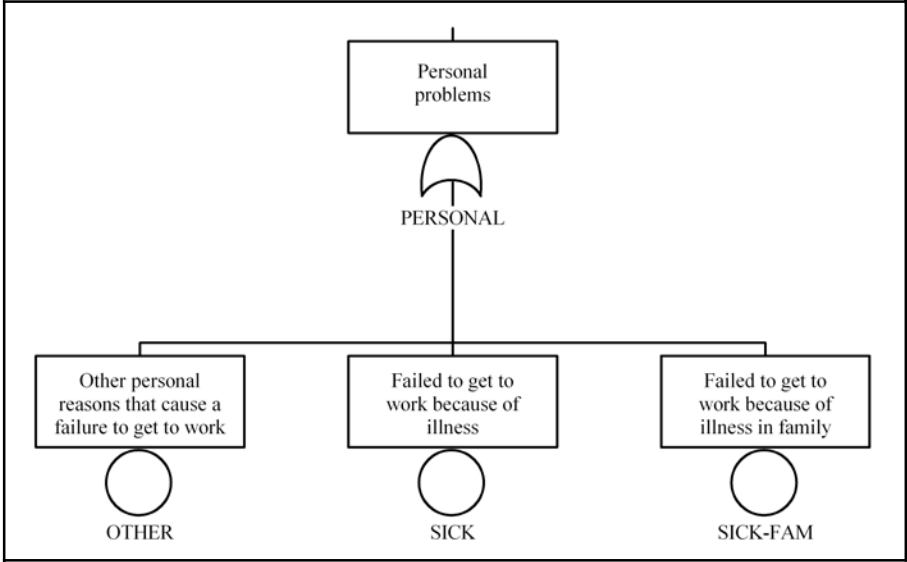 Personal
problems
PERSONAL
Other personal
reasons that cause a
failure to get to work
OTHER
Failed to get to
work because of
illness
SICK
Failed to get to
work because of
illness in family
SICK-FAM